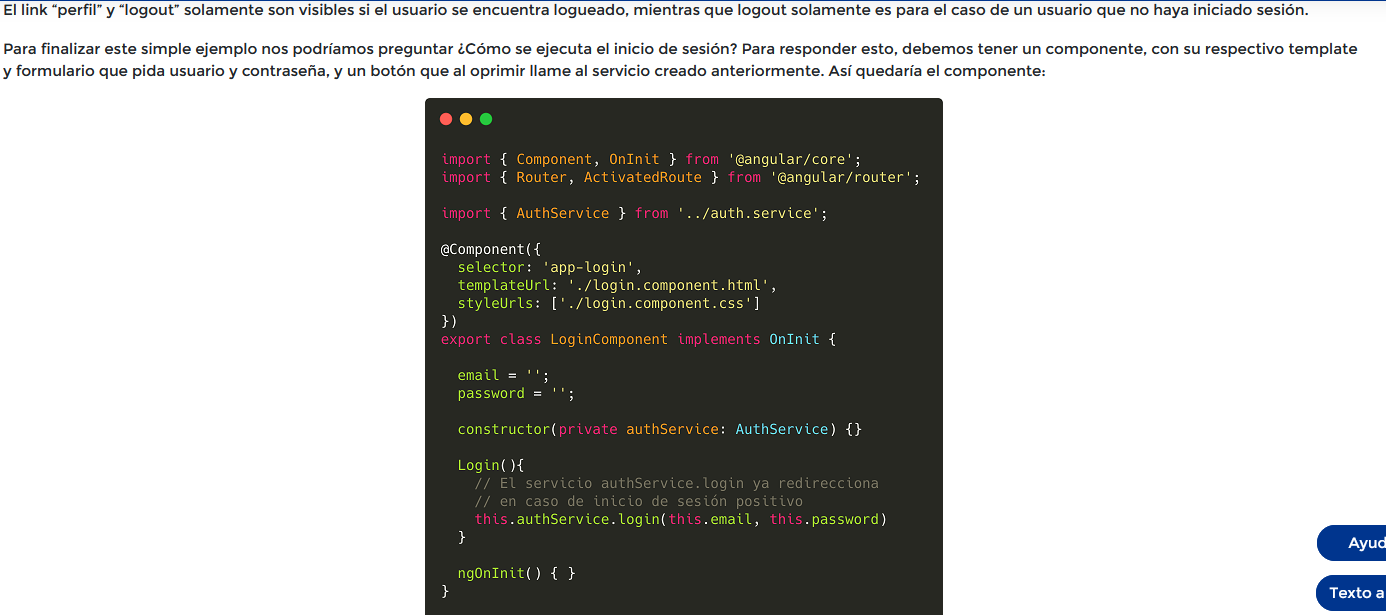 El link “perfil” y “logout” solamente son visibles si el usuario se encuentra logueado, mientras que logout solamente es para el caso de un usuario que no haya iniciado sesión.
Para finalizar este simple ejemplo nos podríamos preguntar ¿Cómo se ejecuta el inicio de sesión? Para responder esto, debemos tener un componente, con su respectivo template
y formulario que pida usuario y contraseña, y un botón que al oprimir llame al servicio creado anteriormente. Así quedaría el componente:
import { Component, OnInit } from '@angular/core';
import { Router, ActivatedRoute } from '@angular/router';
import { AuthService } from '../auth.service';
@Component({
  selector: 'app-login',
  templateUrl: './login.component.html',
  styleUrls: ['./login.component.css']
})
export class LoginComponent implements OnInit {
  email = '';
  password = '';
  constructor(private authService: AuthService) {}
  Login(){
    // El servicio authService.login ya redirecciona
    // en caso de inicio de sesión positivo
    this.authService.login(this.email, this.password)
  }
  ngOnInit() { }
}
Ayud
Texto a